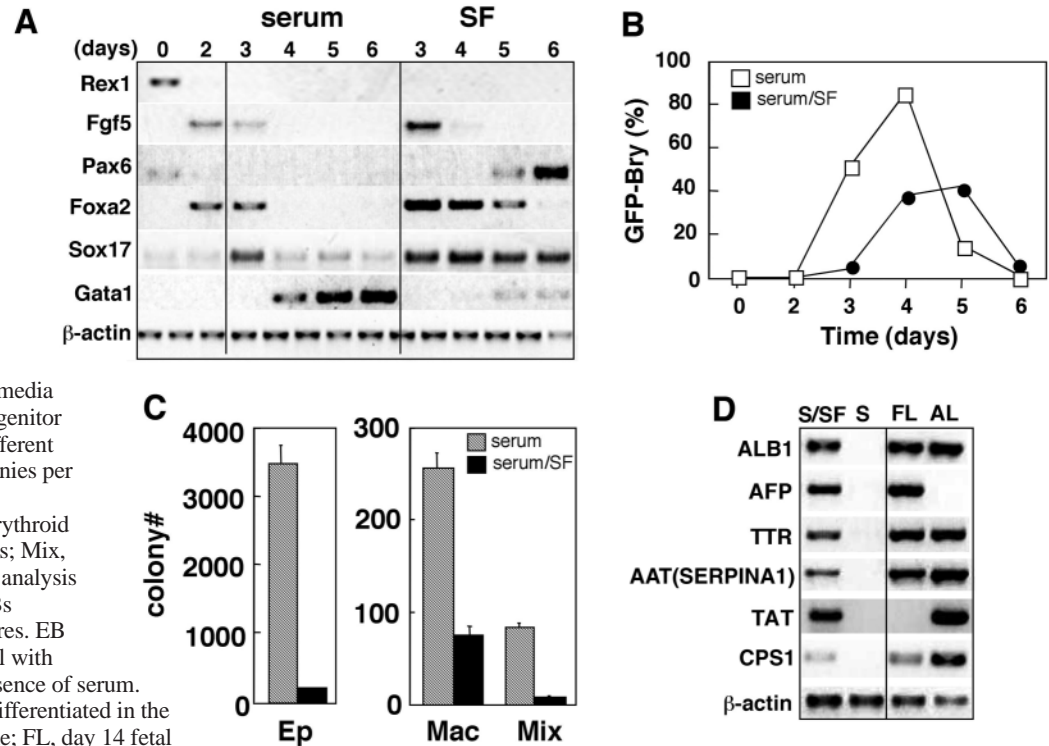 A
serum SF
(days) 0 2 3 4 5 6 3 4 5 6
Rex1
Fgf5
Pax6
Foxa2
Sox17
Gata1
β-actin
B
GFP-Bry (%)
100
80
60
40
20
0
serum
serum/SF
0 2 3 4 5 6
Time (days)
media
genitor
fferent
nies per
rythroid
s; Mix,
analysis
Bs
res. EB
l with
sence of serum.
ifferentiated in the
e; FL, day 14 fetal
C
colony#
4000
3000
2000
1000
0
Ep
300
200
100
0
serum
serum/SF
Mac Mix
D
S/SF S FL AL
ALB1
AFP
TTR
AAT(SERPINA1)
TAT
CPS1
β-actin